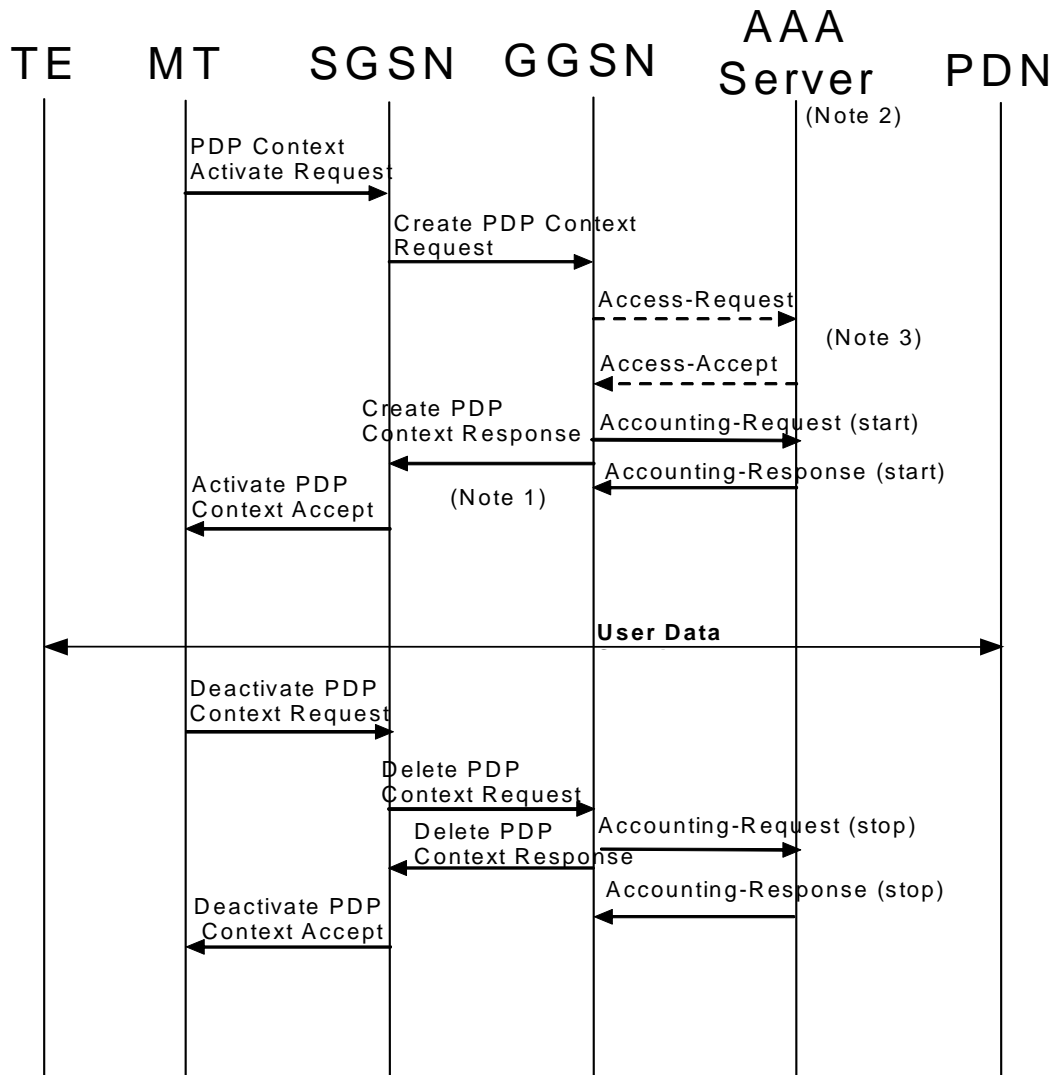 TE MT SGSN GGSN AAA Server PDN
(Note 2)
PDP Context
Activate Request
Create PDP Context
Request
Access-Request
(Note 3)
Access-Accept
Create PDP
Context Response
Accounting-Request (start)
Accounting-Response (start)
(Note 1)
Activate PDP
Context Accept
User Data
Deactivate PDP
Context Request
Delete PDP
Context Request
Accounting-Request (stop)
Delete PDP
Context Response
Accounting-Response (stop)
Deactivate PDP
Context Accept